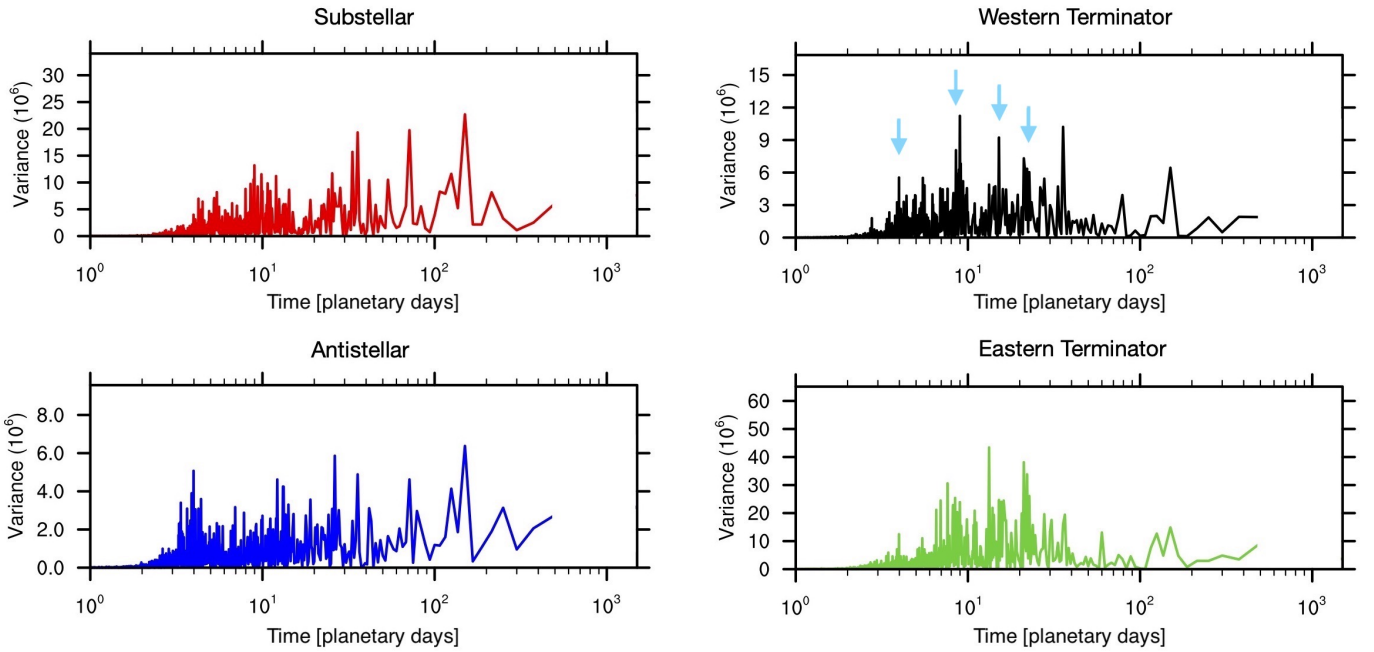 Substellar
Variance (10⁶)
30
25
20
15
10
5
0
10⁰ 10¹ 10² 10³
Time [planetary days]
Western Terminator
Variance (10⁶)
15
12
9
6
3
0
10⁰ 10¹ 10² 10³
Time [planetary days]
Antistellar
Variance (10⁶)
8.0
6.0
4.0
2.0
0.0
10⁰ 10¹ 10² 10³
Time [planetary days]
Eastern Terminator
Variance (10⁶)
60
50
40
30
20
10
0
10⁰ 10¹ 10² 10³
Time [planetary days]